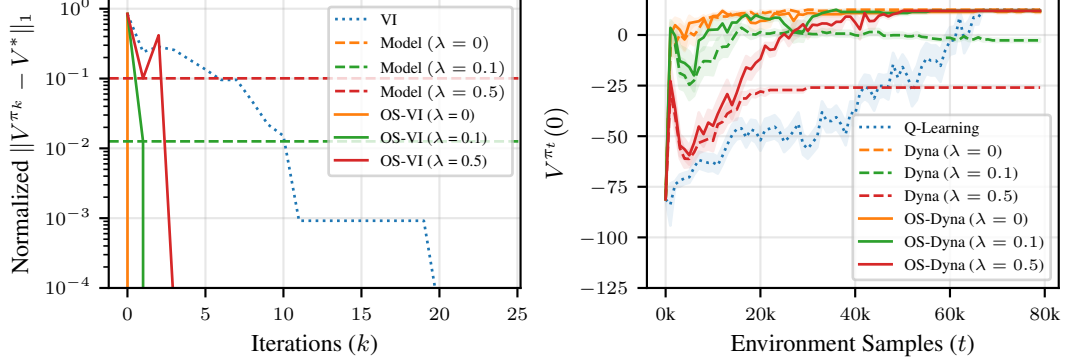 Normalized ||V^{π_k} − V^*||_1
10^0
10^{−1}
10^{−2}
10^{−3}
10^{−4}
0 5 10 15 20 25
Iterations (k)
VI
Model (λ = 0)
Model (λ = 0.1)
Model (λ = 0.5)
OS-VI (λ = 0)
OS-VI (λ = 0.1)
OS-VI (λ = 0.5)
V^{π_t}(0)
0
−25
−50
−75
−100
−125
0k 20k 40k 60k 80k
Environment Samples (t)
Q-Learning
Dyna (λ = 0)
Dyna (λ = 0.1)
Dyna (λ = 0.5)
OS-Dyna (λ = 0)
OS-Dyna (λ = 0.1)
OS-Dyna (λ = 0.5)